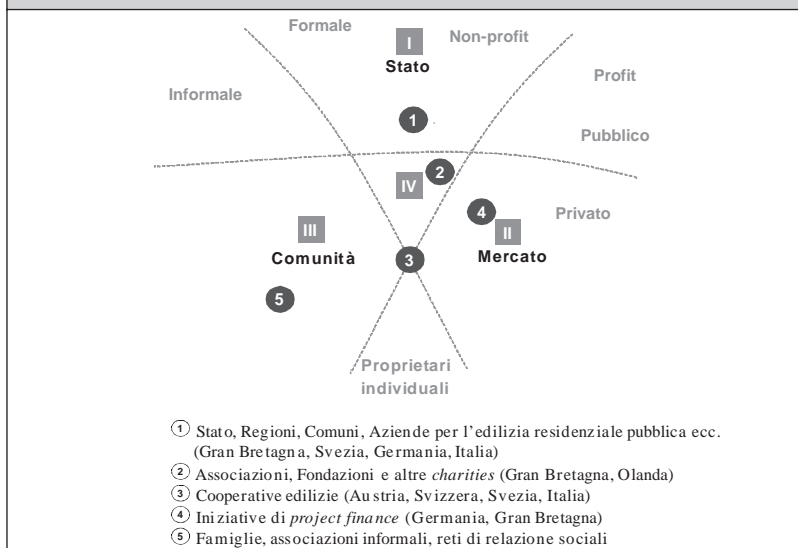 Formale
I
Non-profit
Stato
Profit
Informale
1
Pubblico
2
IV
4
Privato
III
II
Comunità
3
Mercato
5
Proprietari
individuali
1 Stato, Regioni, Comuni, Aziende per l'edilizia residenziale pubblica ecc.
(Gran Bretagna, Svezia, Germania, Italia)
2 Associazioni, Fondazioni e altre charities (Gran Bretagna, Olanda)
3 Cooperative edilizie (Austria, Svizzera, Svezia, Italia)
4 Iniziative di project finance (Germania, Gran Bretagna)
5 Famiglie, associazioni informali, reti di relazione sociali